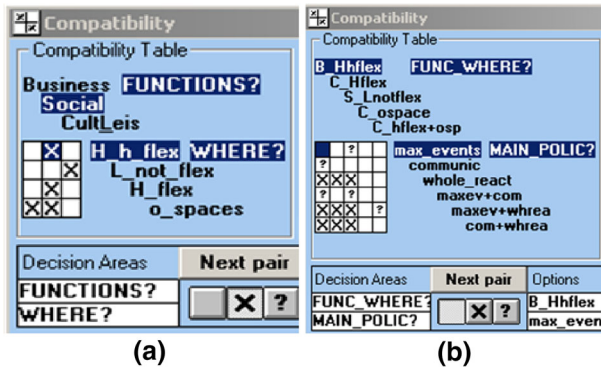 Compatibility
Compatibility Table
Business FUNCTIONS?
Social
CultLeis
X H_h_flex WHERE?
X L_not_flex
X H_flex
X X o_spaces
Decision Areas Next pair
FUNCTIONS?
WHERE?
X ?
(a)
Compatibility
Compatibility Table
B_Hhflex FUNC_WHERE?
C_Hflex
S_Lnotflex
C_ospace
C_hflex+osp
? max_events MAIN_POLIC?
? communic
X X X whole_react
? ? maxev+com
X X X ? maxev+whrea
X X X com+whrea
Decision Areas Next pair Options
FUNC_WHERE? B_Hhflex
MAIN_POLIC? X ? max_even
(b)